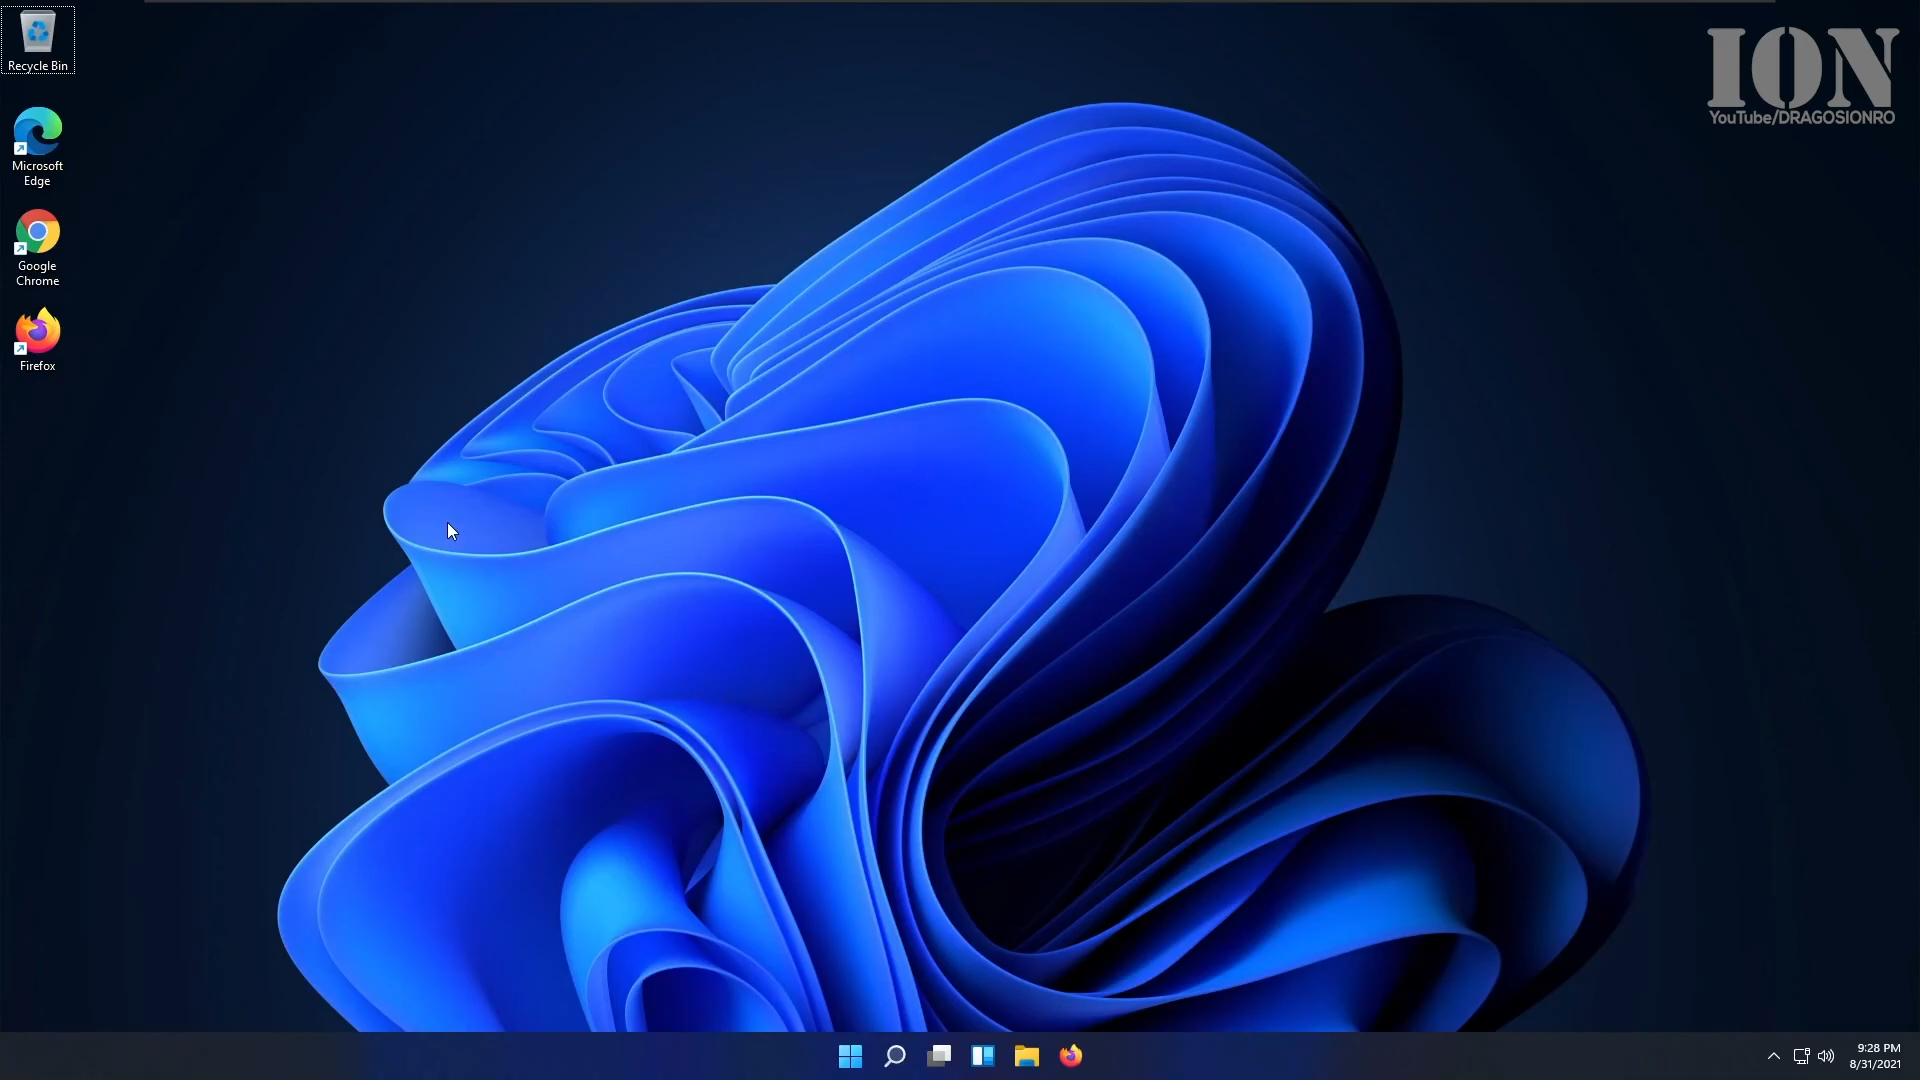 Recycle Bin
Microsoft
Edge
Google
Chrome
Firefox
ION
YouTube/DRAGOSIONRO
9:28 PM
8/31/2021